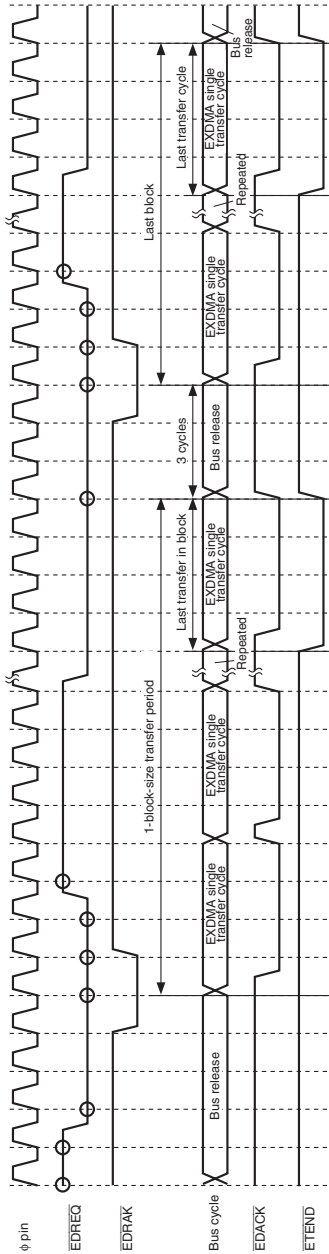 φ pin
EDREQ
EDRAK
1-block-size transfer period
Last transfer in block
3 cycles
Last block
Last transfer cycle
Bus cycle
Bus release
EXDMA single
transfer cycle
EXDMA single
transfer cycle
Repeated
EXDMA single
transfer cycle
Bus release
EXDMA single
transfer cycle
Repeated
EXDMA single
transfer cycle
Bus
release
EDACK
ETEND